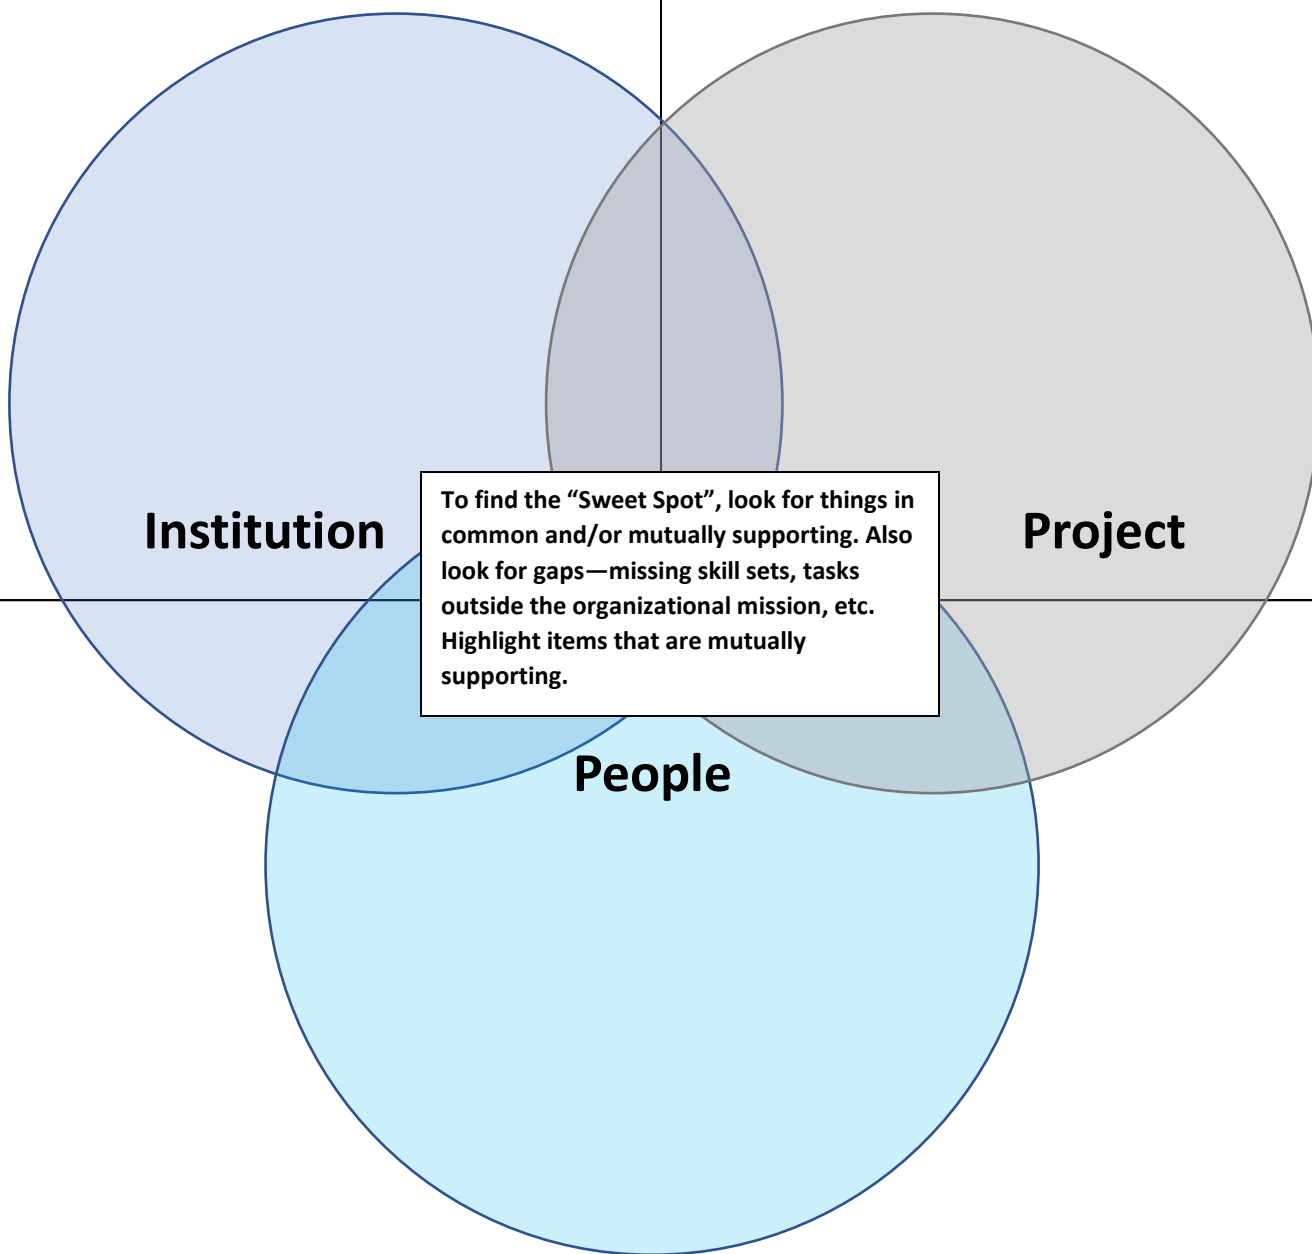 Institution
To find the “Sweet Spot”, look for things in
common and/or mutually supporting. Also
look for gaps—missing skill sets, tasks
outside the organizational mission, etc.
Highlight items that are mutually
supporting.
Project
People